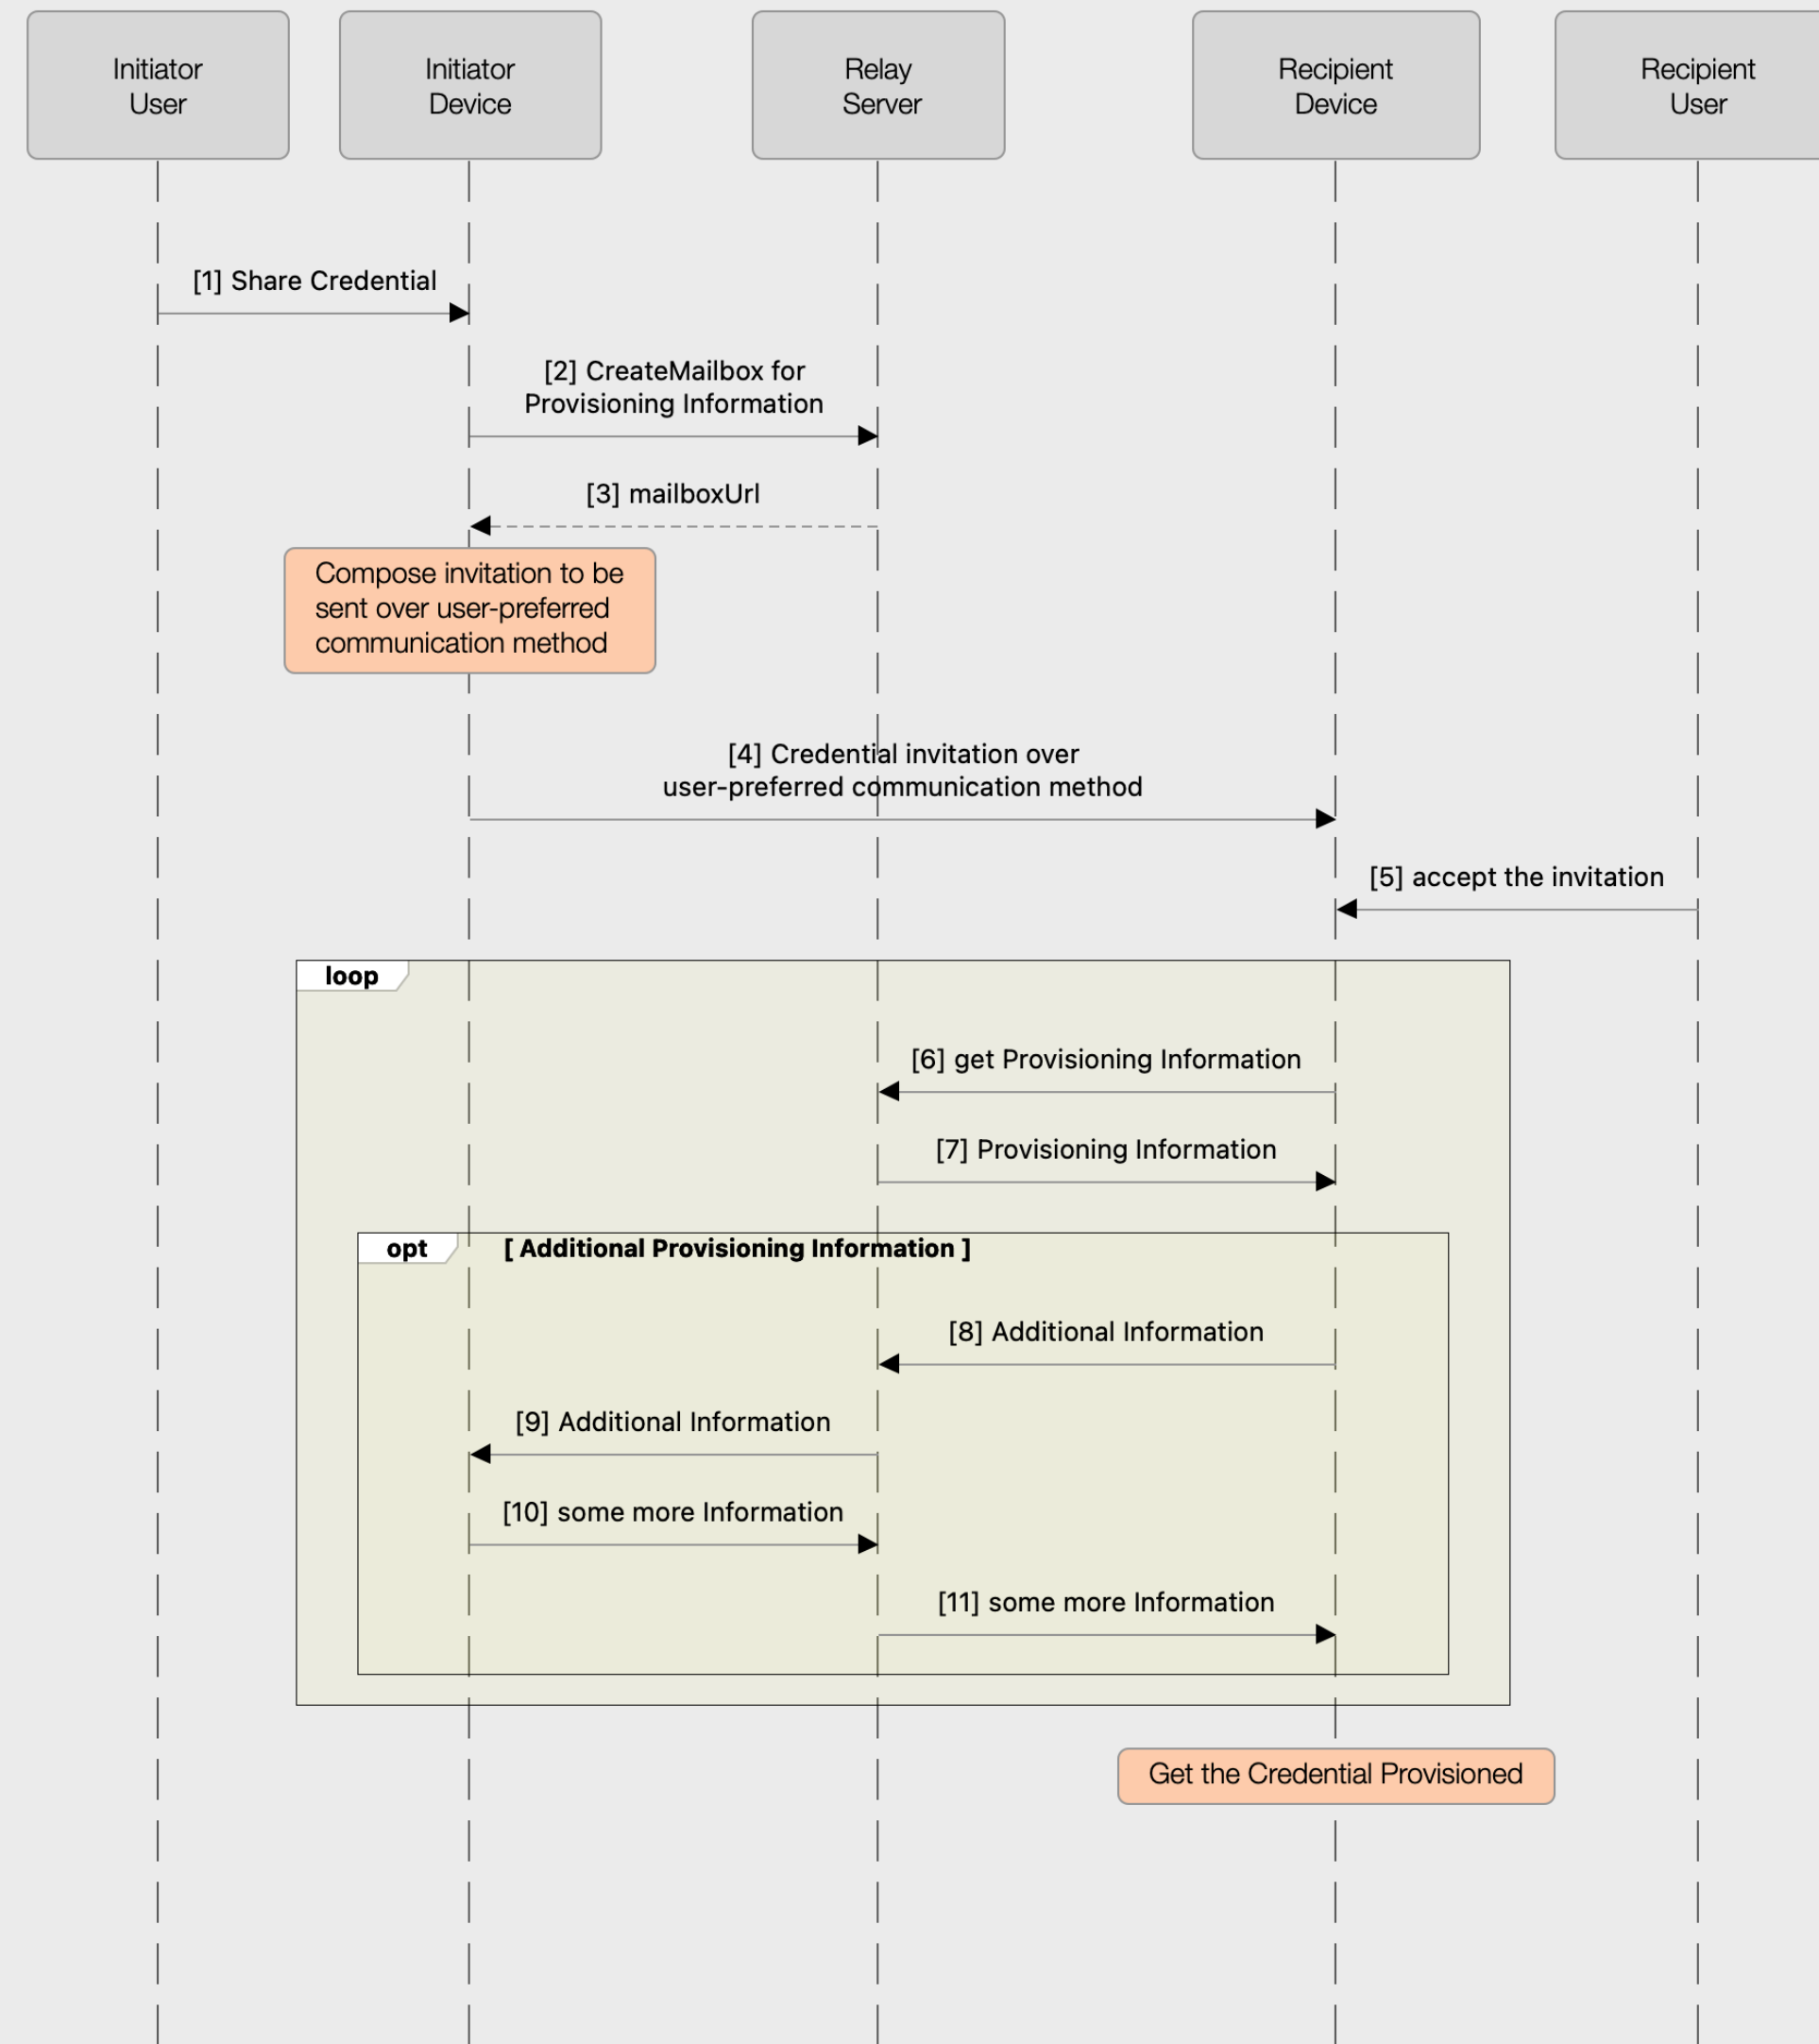 Initiator
User
Initiator
Device
Relay
Server
Recipient
Device
Recipient
User
[1] Share Credential
[2] CreateMailbox for
Provisioning Information
[3] mailboxUrl
Compose invitation to be
sent over user-preferred
communication method
[4] Credential invitation over
user-preferred communication method
[5] accept the invitation
loop
[6] get Provisioning Information
[7] Provisioning Information
opt [ Additional Provisioning Information ]
[8] Additional Information
[9] Additional Information
[10] some more Information
[11] some more Information
Get the Credential Provisioned